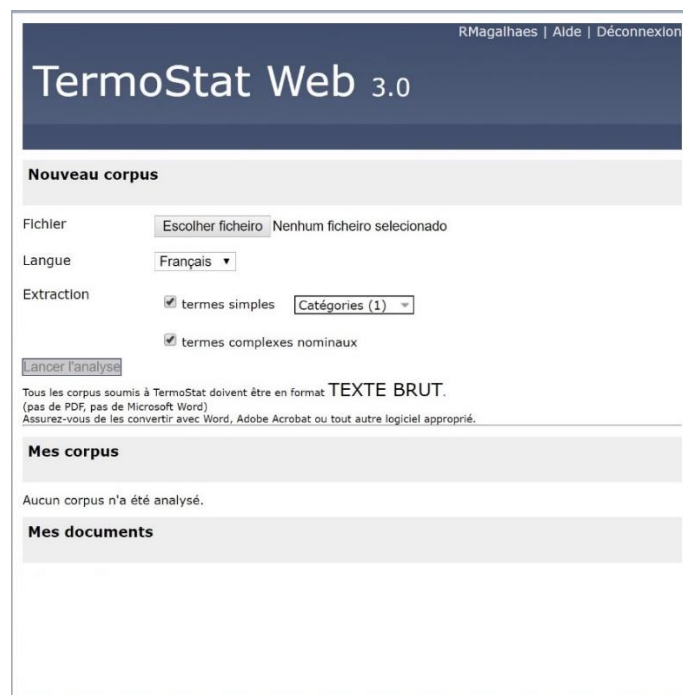 RMagalhaes | Aide | Déconnexion
TermoStat Web 3.0
Nouveau corpus
Fichier Escolher ficheiro Nenhum ficheiro selecionado
Langue Français
Extraction
termes simples Catégories (1)
termes complexes nominaux
Lancer l'analyse
Tous les corpus soumis à TermoStat doivent être en format TEXTE BRUT.
(pas de PDF, pas de Microsoft Word)
Assurez-vous de les convertir avec Word, Adobe Acrobat ou tout autre logiciel approprié.
Mes corpus
Aucun corpus n'a été analysé.
Mes documents